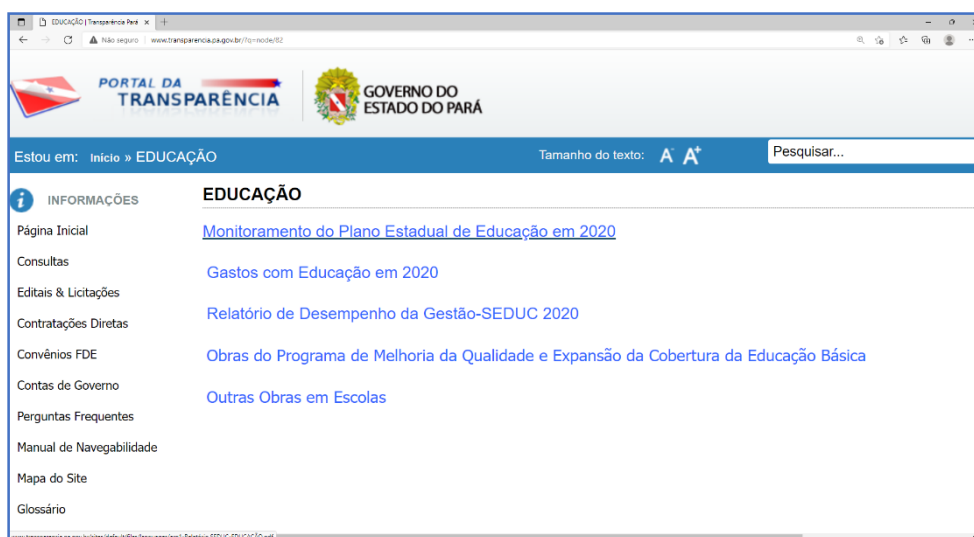 EDUCAÇÃO | Transparência Pará
Não seguro | www.transparencia.pa.gov.br/?q=node/82
PORTAL DA
TRANSPARÊNCIA
GOVERNO DO
ESTADO DO PARÁ
Estou em: Início » EDUCAÇÃO
Tamanho do texto: A- A+
Pesquisar...
INFORMAÇÕES
Página Inicial
Consultas
Editais & Licitações
Contratações Diretas
Convênios FDE
Contas de Governo
Perguntas Frequentes
Manual de Navegabilidade
Mapa do Site
Glossário
EDUCAÇÃO
Monitoramento do Plano Estadual de Educação em 2020
Gastos com Educação em 2020
Relatório de Desempenho da Gestão-SEDUC 2020
Obras do Programa de Melhoria da Qualidade e Expansão da Cobertura da Educação Básica
Outras Obras em Escolas